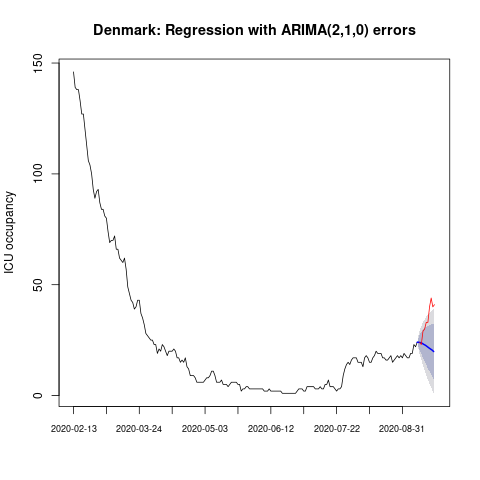 Denmark: Regression with ARIMA(2,1,0) errors
ICU occupancy
150
100
50
0
2020-02-13 2020-03-24 2020-05-03 2020-06-12 2020-07-22 2020-08-31